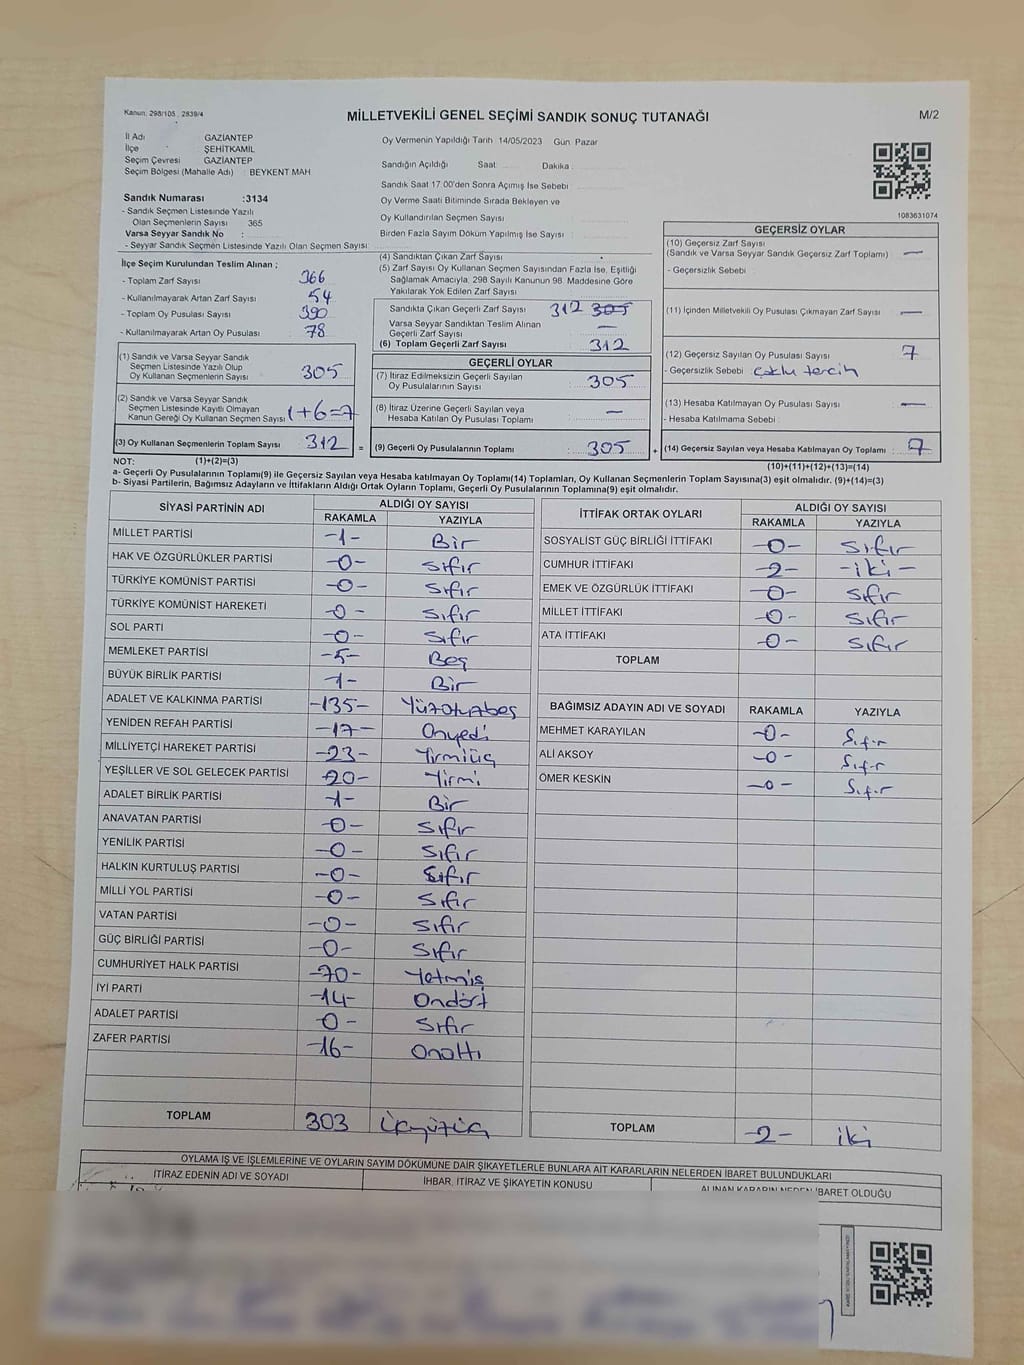 Kanun. 298/105 , 2839/4
MİLLETVEKİLİ GENEL SEÇİMİ SANDIK SONUÇ TUTANAĞI
M/2
İl Adı GAZİANTEP
İlçe ŞEHİTKAMİL
Seçim Çevresi GAZİANTEP
Seçim Bölgesi (Mahalle Adı) : BEYKENT MAH
Sandık Numarası :3134
- Sandık Seçmen Listesinde Yazılı
Olan Seçmenlerin Sayısı 365
Varsa Seyyar Sandık No :
- Seyyar Sandık Seçmen Listesinde Yazılı Olan Seçmen Sayısı:
Oy Vermenin Yapıldığı Tarih 14/05/2023 Gün Pazar
Sandığın Açıldığı Saat Dakika
Sandık Saat 17.00'den Sonra Açımış İse Sebebi
Oy Verme Saati Bitiminde Sırada Bekleyen ve
Oy Kullandırılan Seçmen Sayısı :
Birden Fazla Sayım Döküm Yapılmış İse Sayısı :
1083631074
İlçe Seçim Kurulundan Teslim Alınan ;
- Toplam Zarf Sayısı : 366
- Kullanılmayarak Artan Zarf Sayısı : 54
- Toplam Oy Pusulası Sayısı : 390
- Kullanılmayarak Artan Oy Pusulası : 78
(1) Sandık ve Varsa Seyyar Sandık
Seçmen Listesinde Yazılı Olup
Oy Kullanan Seçmenlerin Sayısı : 305
(2) Sandık ve Varsa Seyyar Sandık
Seçmen Listesinde Kayıtlı Olmayan
Kanun Gereği Oy Kullanan Seçmen Sayısı : 1+6=7
(3) Oy Kullanan Seçmenlerin Toplam Sayısı : 312 =
(1)+(2)=(3)
(4) Sandıktan Çıkan Zarf Sayısı :
(5) Zarf Sayısı Oy Kullanan Seçmen Sayısından Fazla İse, Eşitliği
Sağlamak Amacıyla, 298 Sayılı Kanunun 98. Maddesine Göre
Yakılarak Yok Edilen Zarf Sayısı :
Sandıkta Çıkan Geçerli Zarf Sayısı : 312 305
Varsa Seyyar Sandıktan Teslim Alınan
Geçerli Zarf Sayısı : —
(6) Toplam Geçerli Zarf Sayısı : 312
GEÇERLİ OYLAR
(7) İtiraz Edilmeksizin Geçerli Sayılan
Oy Pusulalarının Sayısı : 305
(8) İtiraz Üzerine Geçerli Sayılan veya
Hesaba Katılan Oy Pusulası Toplamı : —
(9) Geçerli Oy Pusulalarının Toplamı : 305 +
GEÇERSİZ OYLAR
(10) Geçersiz Zarf Sayısı
(Sandık ve Varsa Seyyar Sandık Geçersiz Zarf Toplamı) : —
- Geçersizlik Sebebi :
(11) İçinden Milletvekili Oy Pusulası Çıkmayan Zarf Sayısı : —
(12) Geçersiz Sayılan Oy Pusulası Sayısı : 7
- Geçersizlik Sebebi : çoklu tercih
(13) Hesaba Katılmayan Oy Pusulası Sayısı : —
- Hesaba Katılmama Sebebi :
(14) Geçersiz Sayılan veya Hesaba Katılmayan Oy Toplamı : 7
(10)+(11)+(12)+(13)=(14)
NOT:
a- Geçerli Oy Pusulalarının Toplamı(9) ile Geçersiz Sayılan veya Hesaba katılmayan Oy Toplamı(14) Toplamları, Oy Kullanan Seçmenlerin Toplam Sayısına(3) eşit olmalıdır. (9)+(14)=(3)
b- Siyasi Partilerin, Bağımsız Adayların ve İttifakların Aldığı Ortak Oyların Toplamı, Geçerli Oy Pusulalarının Toplamına(9) eşit olmalıdır.
SİYASİ PARTİNİN ADI ALDIĞI OY SAYISI
RAKAMLA YAZIYLA
MİLLET PARTİSİ -1- Bir
HAK VE ÖZGÜRLÜKLER PARTİSİ -0- Sıfır
TÜRKİYE KOMÜNİST PARTİSİ -0- Sıfır
TÜRKİYE KOMÜNİST HAREKETİ -0- Sıfır
SOL PARTİ -0- Sıfır
MEMLEKET PARTİSİ -5- Beş
BÜYÜK BİRLİK PARTİSİ -1- Bir
ADALET VE KALKINMA PARTİSİ -135- Yüzotuzbeş
YENİDEN REFAH PARTİSİ -17- Onyedi
MİLLİYETÇİ HAREKET PARTİSİ -23- Yirmiüç
YEŞİLLER VE SOL GELECEK PARTİSİ -20- Yirmi
ADALET BİRLİK PARTİSİ -1- Bir
ANAVATAN PARTİSİ -0- Sıfır
YENİLİK PARTİSİ -0- Sıfır
HALKIN KURTULUŞ PARTİSİ -0- Sıfır
MİLLİ YOL PARTİSİ -0- Sıfır
VATAN PARTİSİ -0- Sıfır
GÜÇ BİRLİĞİ PARTİSİ -0- Sıfır
CUMHURİYET HALK PARTİSİ -70- Yetmiş
İYİ PARTİ -14- Ondört
ADALET PARTİSİ -0- Sıfır
ZAFER PARTİSİ -16- Onaltı
TOPLAM 303 üçyüzüç
İTTİFAK ORTAK OYLARI ALDIĞI OY SAYISI
RAKAMLA YAZIYLA
SOSYALİST GÜÇ BİRLİĞİ İTTİFAKI -0- Sıfır
CUMHUR İTTİFAKI -2- -iki-
EMEK VE ÖZGÜRLÜK İTTİFAKI -0- Sıfır
MİLLET İTTİFAKI -0- Sıfır
ATA İTTİFAKI -0- Sıfır
TOPLAM
BAĞIMSIZ ADAYIN ADI VE SOYADI RAKAMLA YAZIYLA
MEHMET KARAYILAN -0- Sıfır
ALİ AKSOY -0- Sıfır
ÖMER KESKİN -0- Sıfır
TOPLAM -2- iki
OYLAMA İŞ VE İŞLEMLERİNE VE OYLARIN SAYIM DÖKÜMÜNE DAİR ŞİKAYETLERLE BUNLARA AİT KARARLARIN NELERDEN İBARET BULUNDUKLARI
İTİRAZ EDENİN ADI VE SOYADI İHBAR, İTİRAZ VE ŞİKAYETİN KONUSU ALINAN KARARIN NEDEN İBARET OLDUĞU